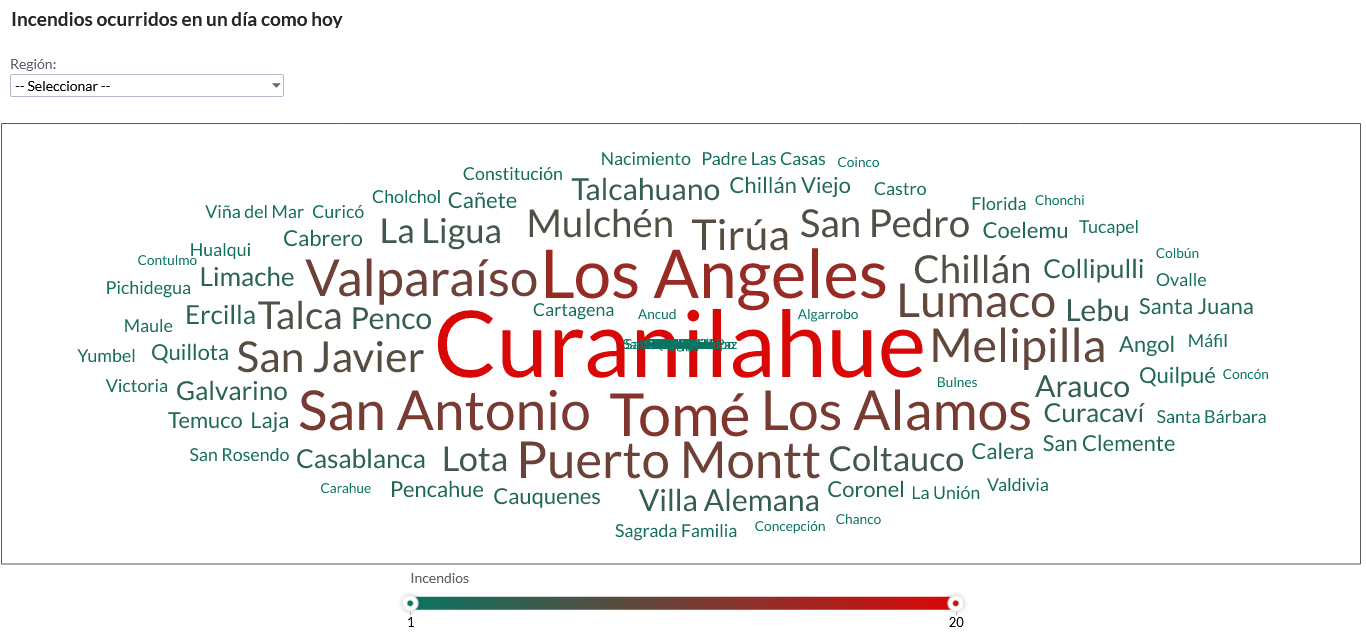 Incendios ocurridos en un día como hoy
Región:
-- Seleccionar --
Nacimiento Padre Las Casas Coinco
Constitución Talcahuano Chillán Viejo Castro
Cholchol Cañete Florida Chonchi
Viña del Mar Curicó La Ligua Mulchén Tirúa San Pedro Coelemu Tucapel
Cabrero
Hualqui Colbún
Contulmo Limache Valparaíso Los Angeles Chillán Collipulli Ovalle
Pichidegua Lumaco Lebu Santa Juana
Ercilla Talca Penco Cartagena Ancud Algarrobo
Maule Curanilahue Melipilla Angol Máfil
Yumbel Quillota San Javier
Victoria Galvarino Bulnes Arauco Quilpué Concón
Temuco Laja San Antonio Tomé Los Alamos Curacaví Santa Bárbara
San Rosendo Casablanca Lota Puerto Montt Coltauco Calera San Clemente
Carahue Pencahue Cauquenes Villa Alemana Coronel La Unión Valdivia
Sagrada Familia Concepción Chanco
Incendios
1 20